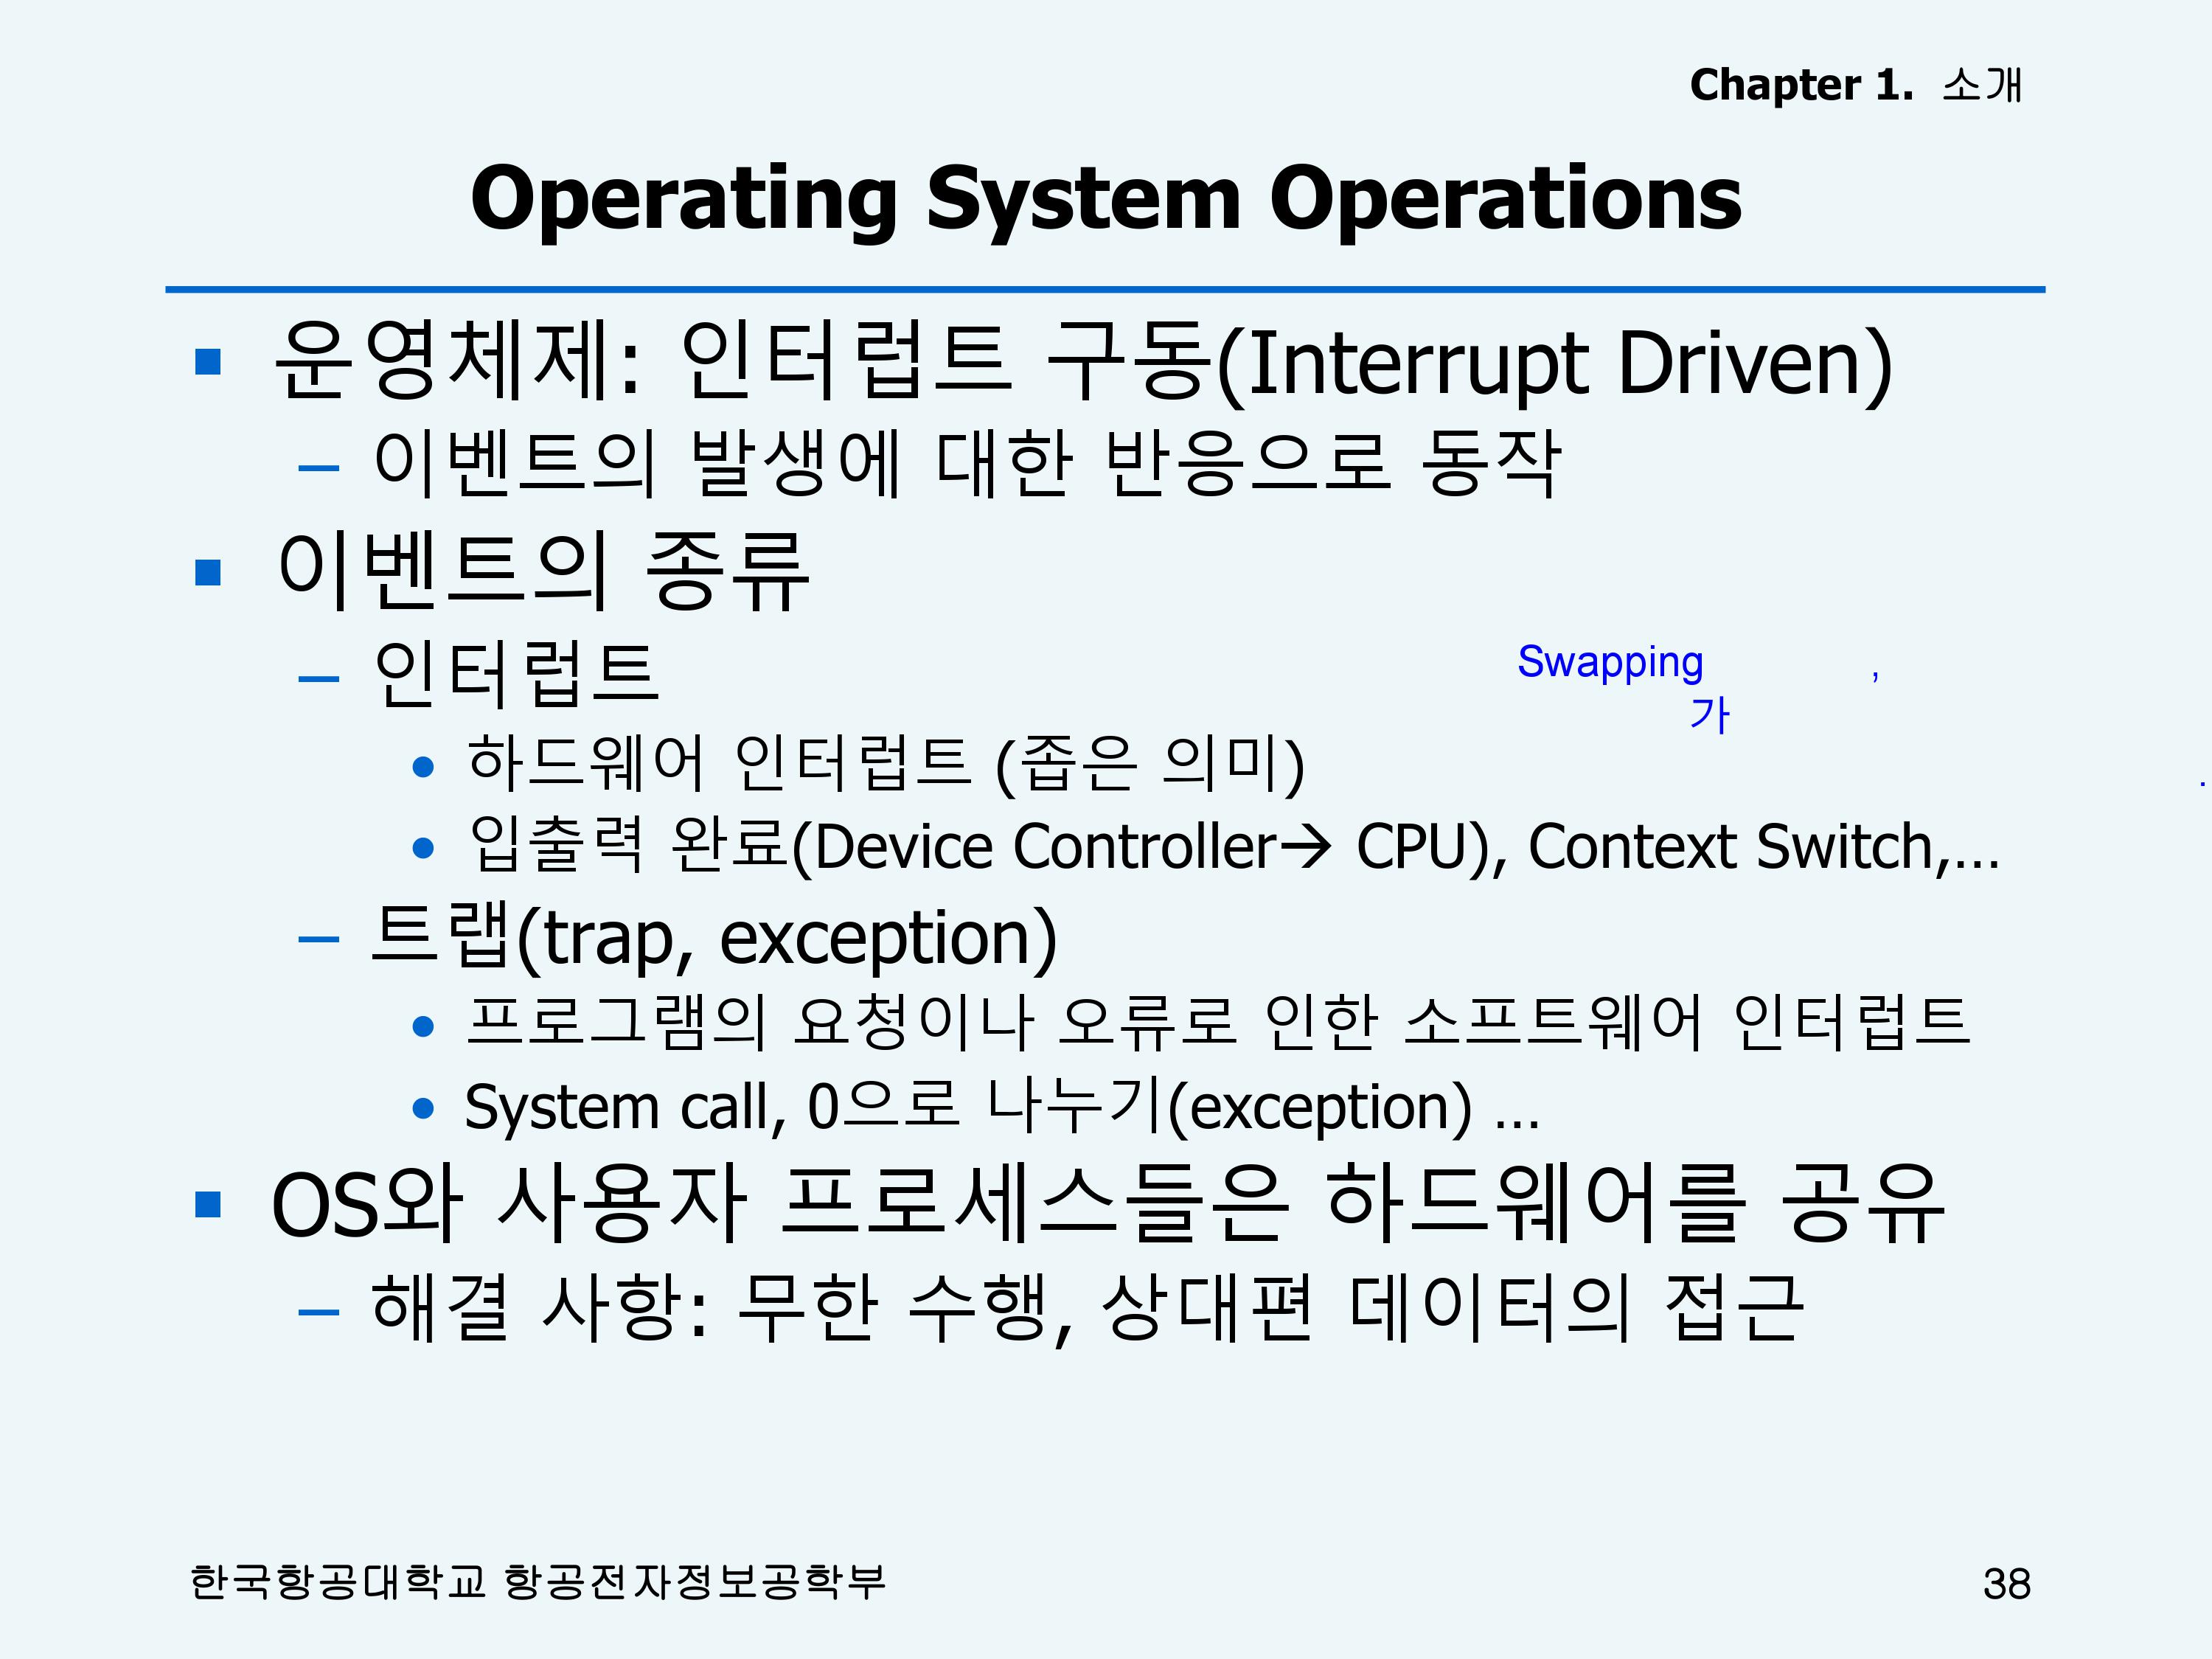 Chapter 1. 소개
Operating System Operations
▪ 운영체제: 인터럽트 구동(Interrupt Driven)
– 이벤트의 발생에 대한 반응으로 동작
▪ 이벤트의 종류
– 인터럽트
Swapping ,
가
• 하드웨어 인터럽트 (좁은 의미)
.
• 입출력 완료(Device Controller→ CPU), Context Switch,…
– 트랩(trap, exception)
• 프로그램의 요청이나 오류로 인한 소프트웨어 인터럽트
• System call, 0으로 나누기(exception) …
▪ OS와 사용자 프로세스들은 하드웨어를 공유
– 해결 사항: 무한 수행, 상대편 데이터의 접근
한국항공대학교 항공전자정보공학부
38